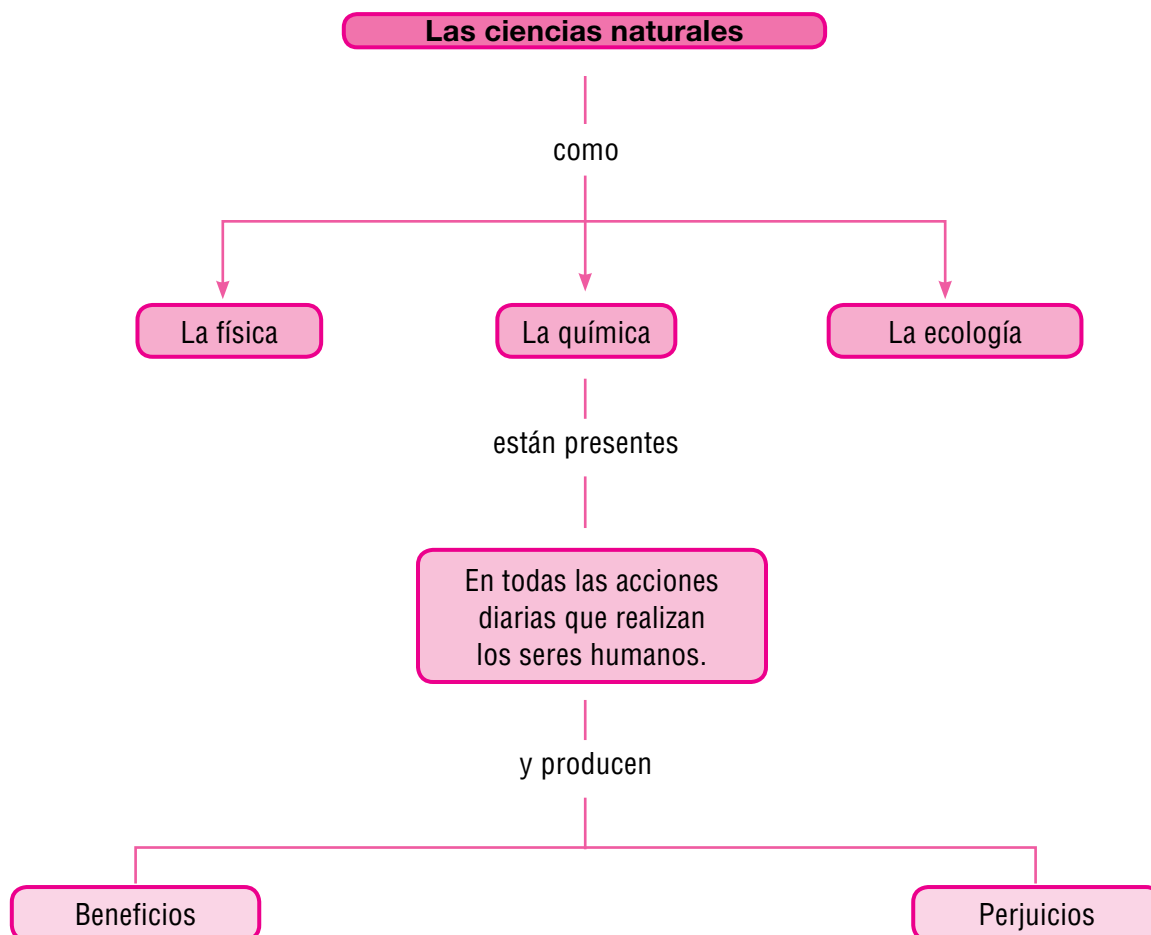 Las ciencias naturales
como
La física
La química
La ecología
están presentes
En todas las acciones
diarias que realizan
los seres humanos.
y producen
Beneficios
Perjuicios